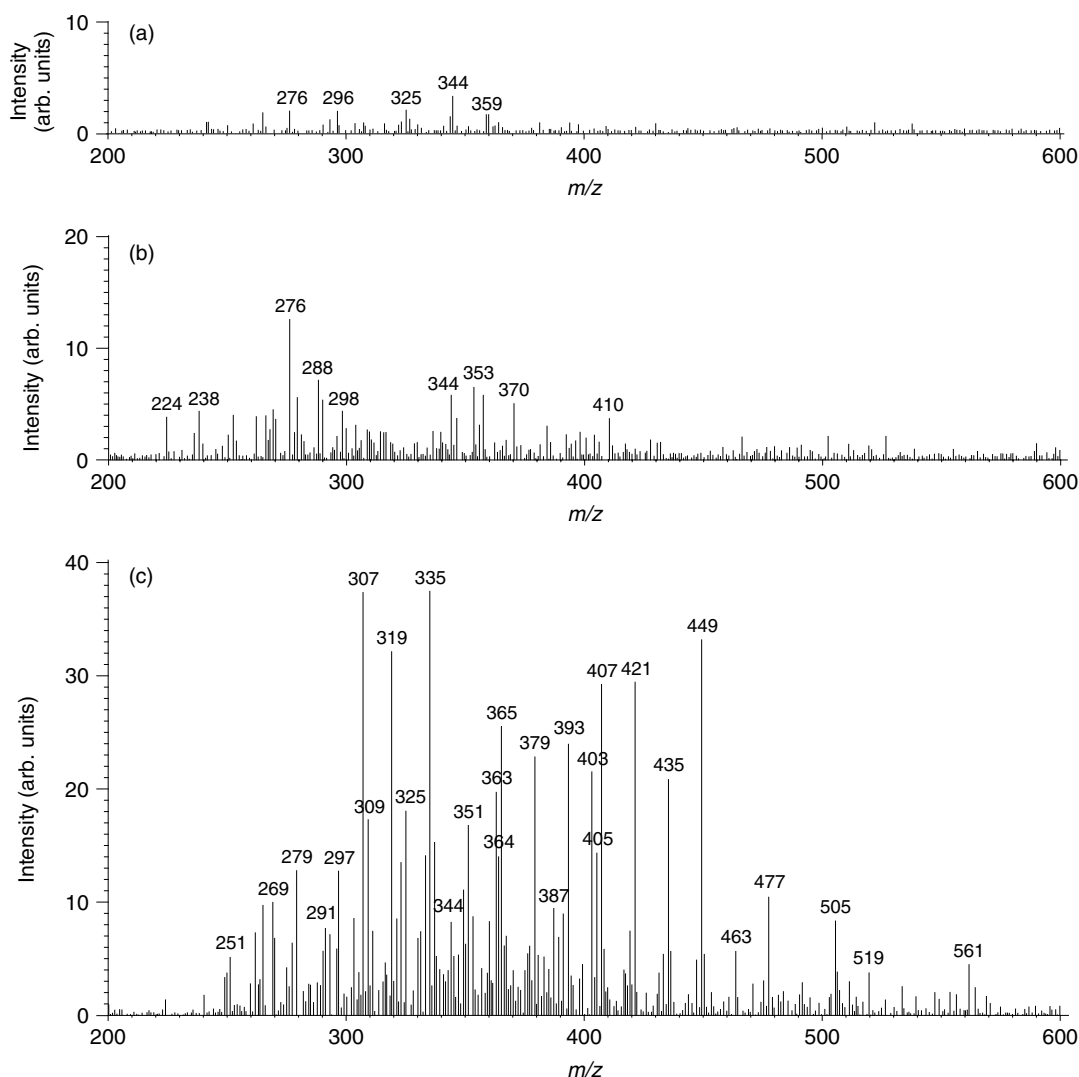 Intensity
(arb. units)
10
(a)
344
276 296 325 359
0
200 300 400 500 600
m/z
Intensity (arb. units)
20
(b)
276
10
288
353
344
370
224 238 298 410
0
200 300 400 500 600
m/z
Intensity (arb. units)
40
(c)
307 335
319
449
30
407 421
365
393
379
403
435
20
363
309 325
351
364
405
279 297
477
10
269
387
344
505
291
463
251
519 561
0
200 300 400 500 600
m/z